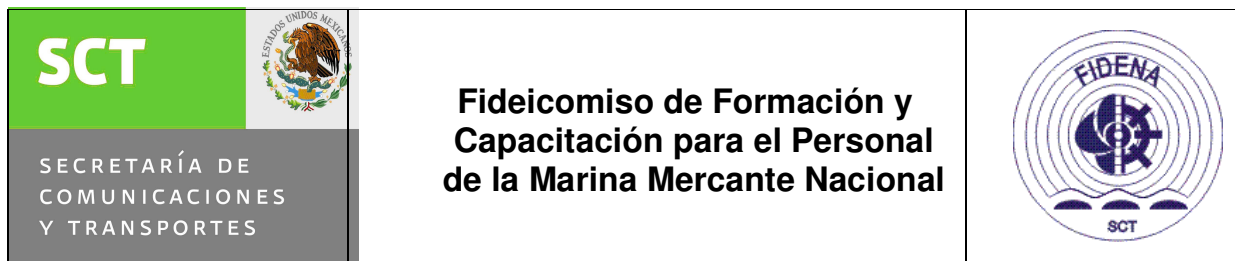 SCT
ESTADOS UNIDOS MEXICANOS
SECRETARÍA DE
COMUNICACIONES
Y TRANSPORTES
Fideicomiso de Formación y
Capacitación para el Personal
de la Marina Mercante Nacional
FIDENA
SCT